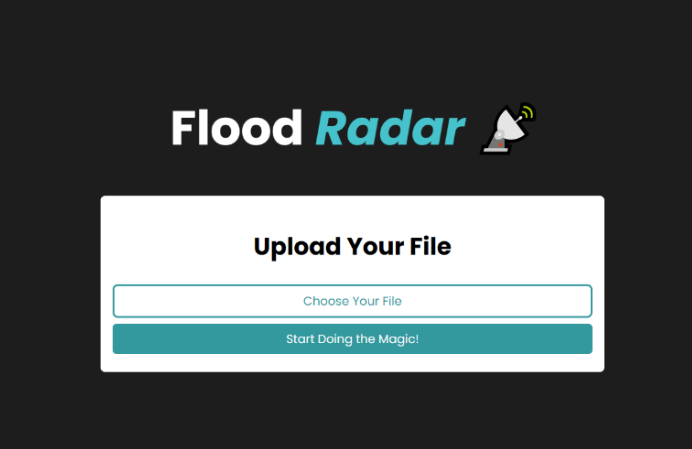 Flood Radar
Upload Your File
Choose Your File
Start Doing the Magic!